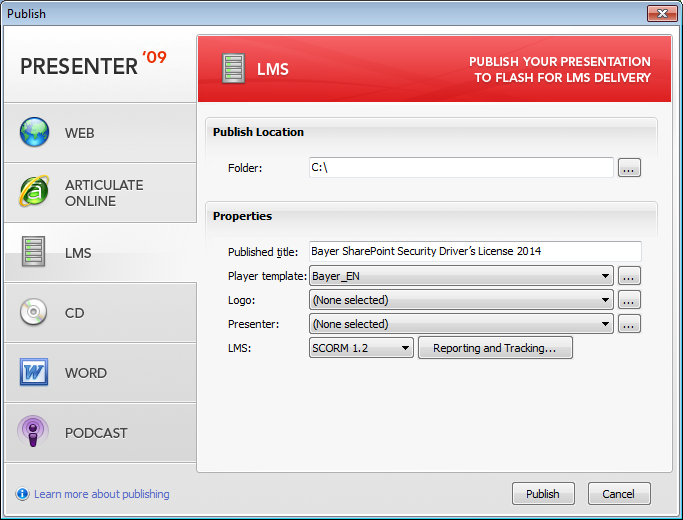 Publish
PRESENTER '09
WEB
ARTICULATE
ONLINE
LMS
CD
WORD
PODCAST
LMS
PUBLISH YOUR PRESENTATION
TO FLASH FOR LMS DELIVERY
Publish Location
Folder: C:\ ...
Properties
Published title: Bayer SharePoint Security Driver's License 2014
Player template: Bayer_EN ...
Logo: (None selected) ...
Presenter: (None selected) ...
LMS: SCORM 1.2 Reporting and Tracking...
Learn more about publishing
Publish Cancel